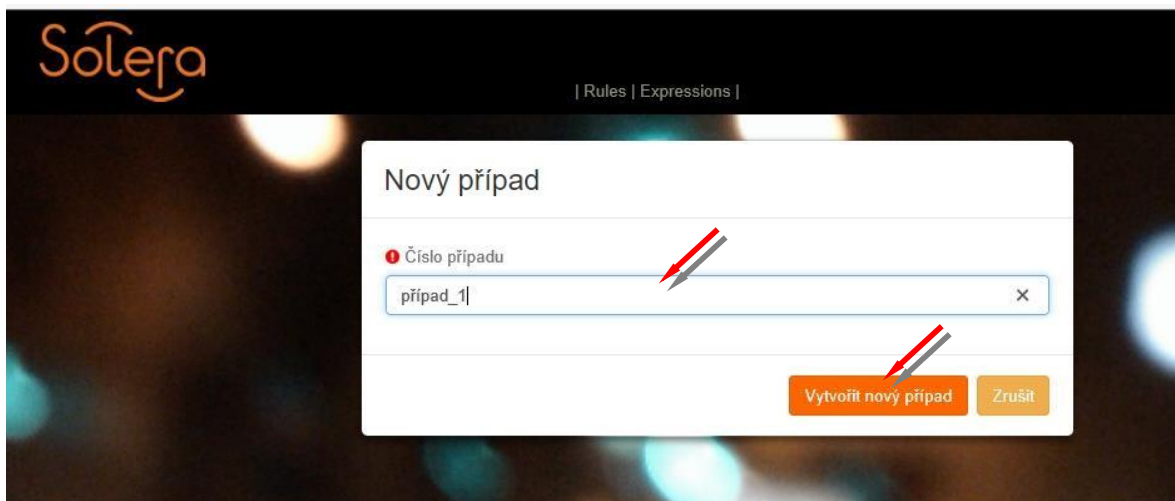 Solera
| Rules | Expressions |
Nový případ
Číslo případu
případ_1
Vytvořit nový případ
Zrušit